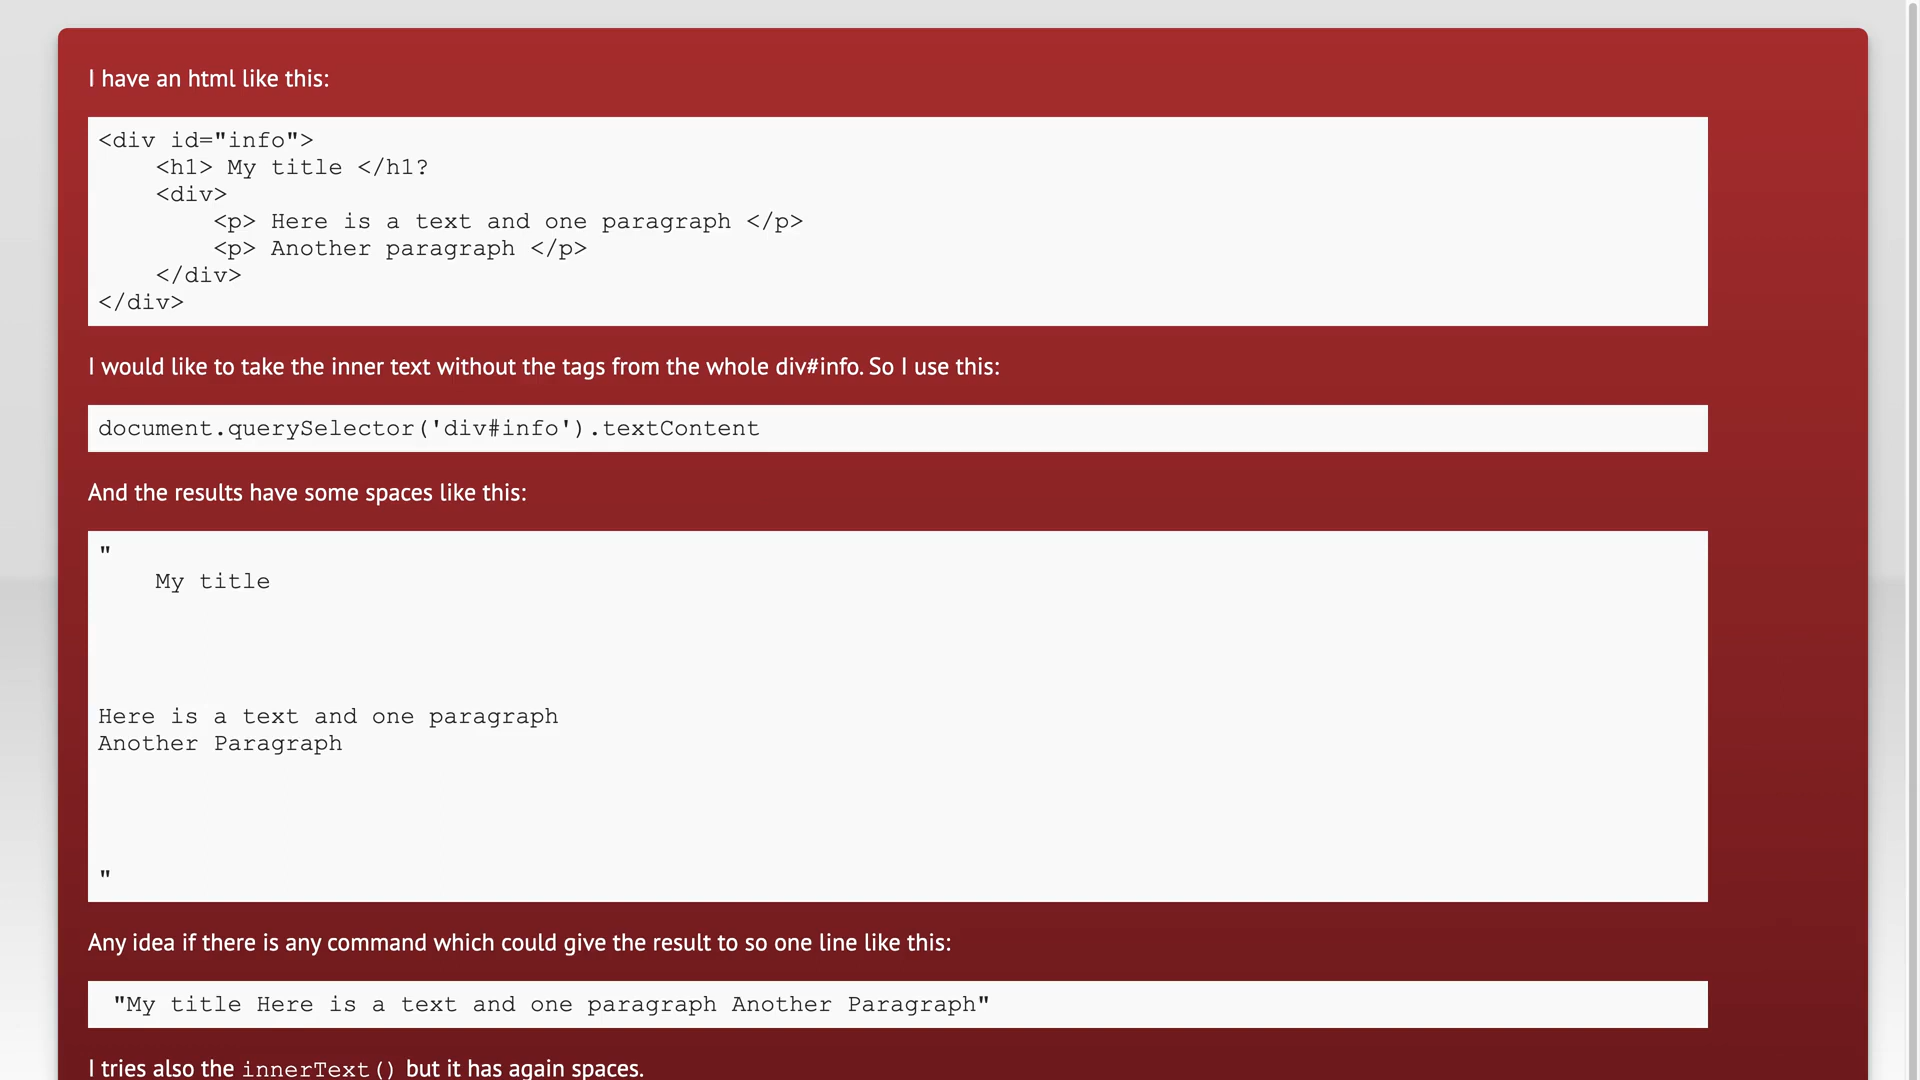 I have an html like this:
<div id="info">
    <h1> My title </h1?
    <div>
        <p> Here is a text and one paragraph </p>
        <p> Another paragraph </p>
    </div>
</div>
I would like to take the inner text without the tags from the whole div#info. So I use this:
document.querySelector('div#info').textContent
And the results have some spaces like this:
"
    My title
Here is a text and one paragraph
Another Paragraph
"
Any idea if there is any command which could give the result to so one line like this:
 "My title Here is a text and one paragraph Another Paragraph"
I tries also the innerText() but it has again spaces.